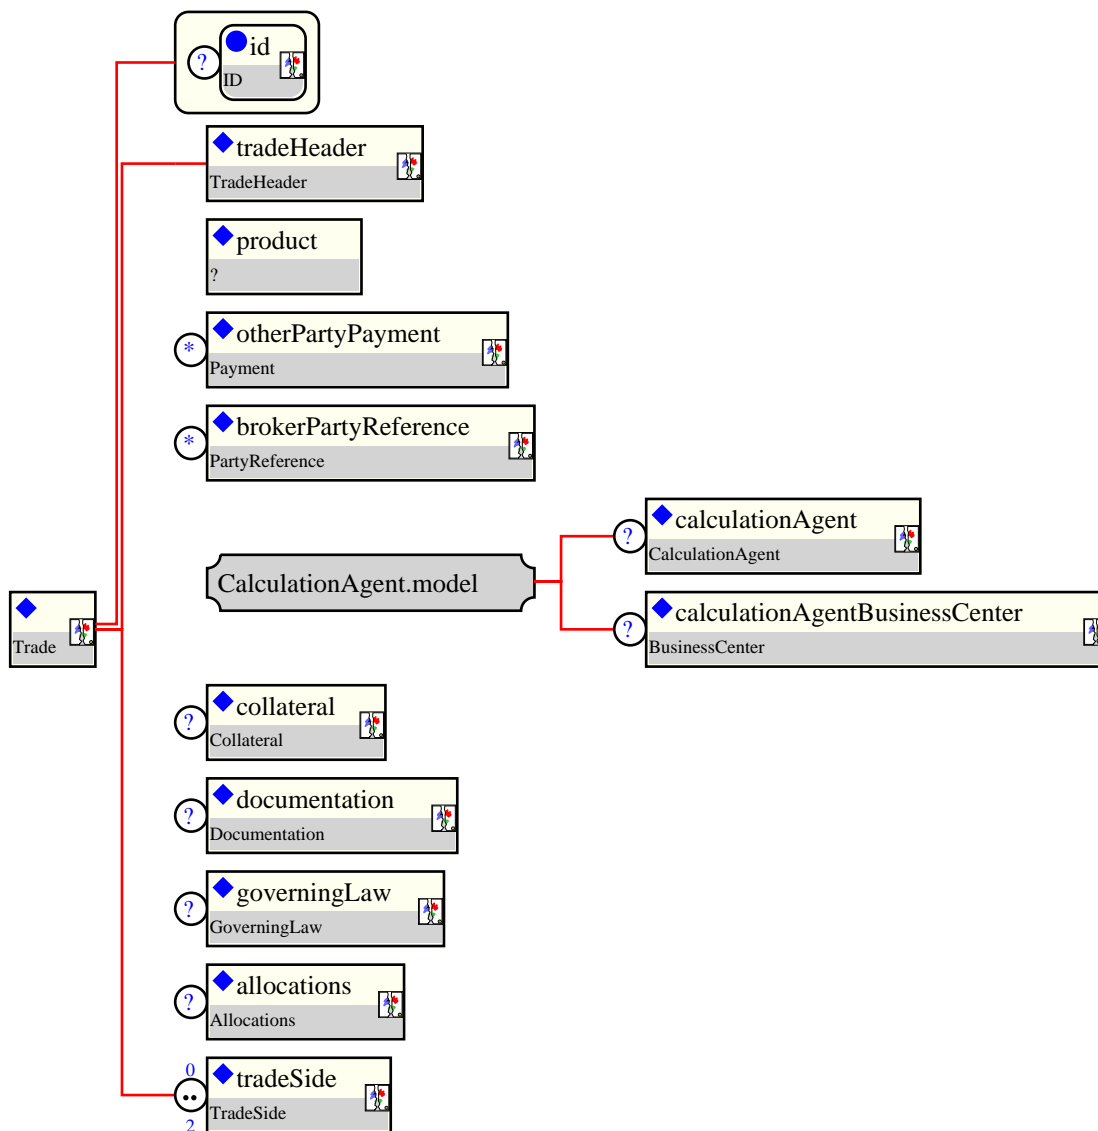 id
?
ID
tradeHeader
TradeHeader
product
?
otherPartyPayment
*
Payment
brokerPartyReference
*
PartyReference
calculationAgent
?
CalculationAgent
CalculationAgent.model
calculationAgentBusinessCenter
?
BusinessCenter
Trade
collateral
?
Collateral
documentation
?
Documentation
governingLaw
?
GoverningLaw
allocations
?
Allocations
0
tradeSide
••
TradeSide
2